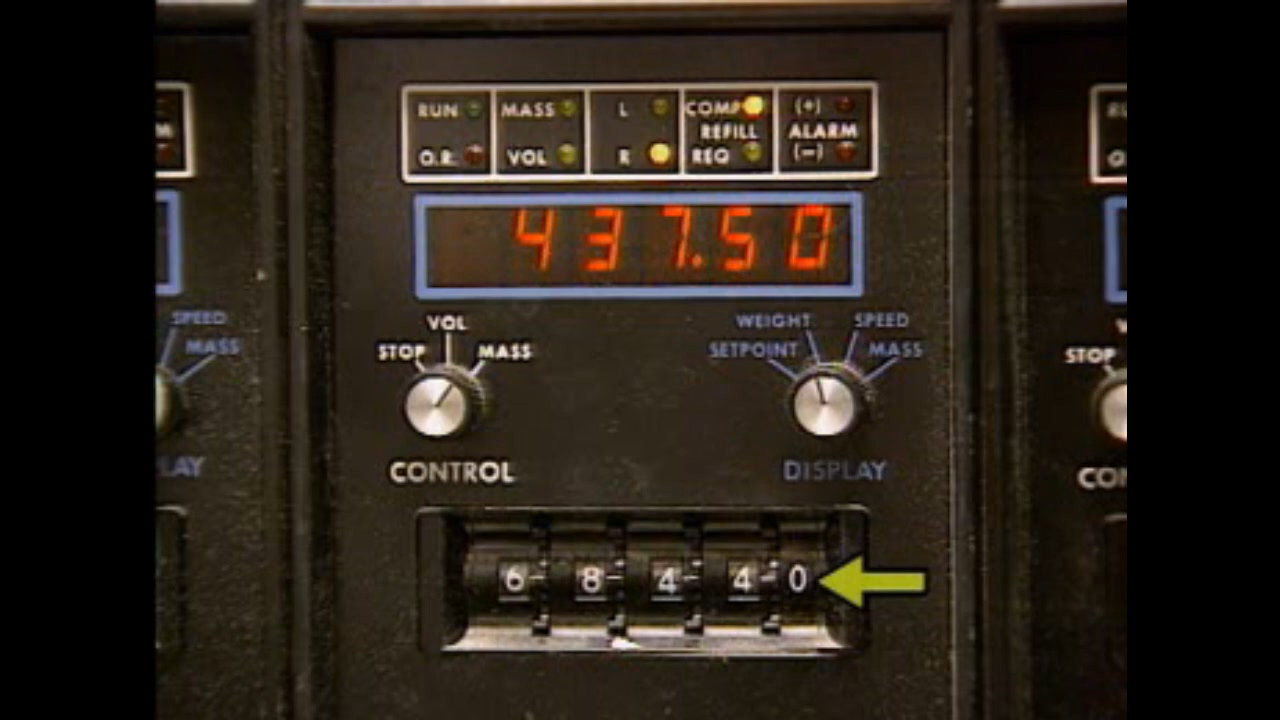 RUN MASS L COMP (+)
REFILL ALARM
O.R. VOL R REQ (—)
437.50
SPEED
MASS
VOL
STOP MASS
WEIGHT SPEED
SETPOINT MASS
STOP
CONTROL
DISPLAY
6 8 4 4 0